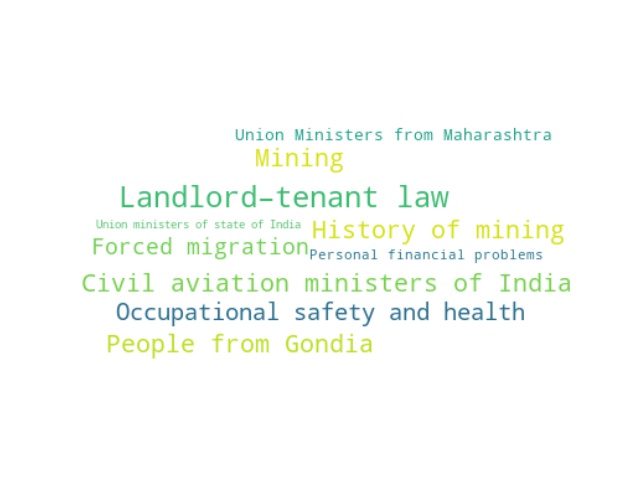 Union Ministers from Maharashtra
Mining
Landlord–tenant law
Union ministers of state of India
History of mining
Forced migration
Personal financial problems
Civil aviation ministers of India
Occupational safety and health
People from Gondia